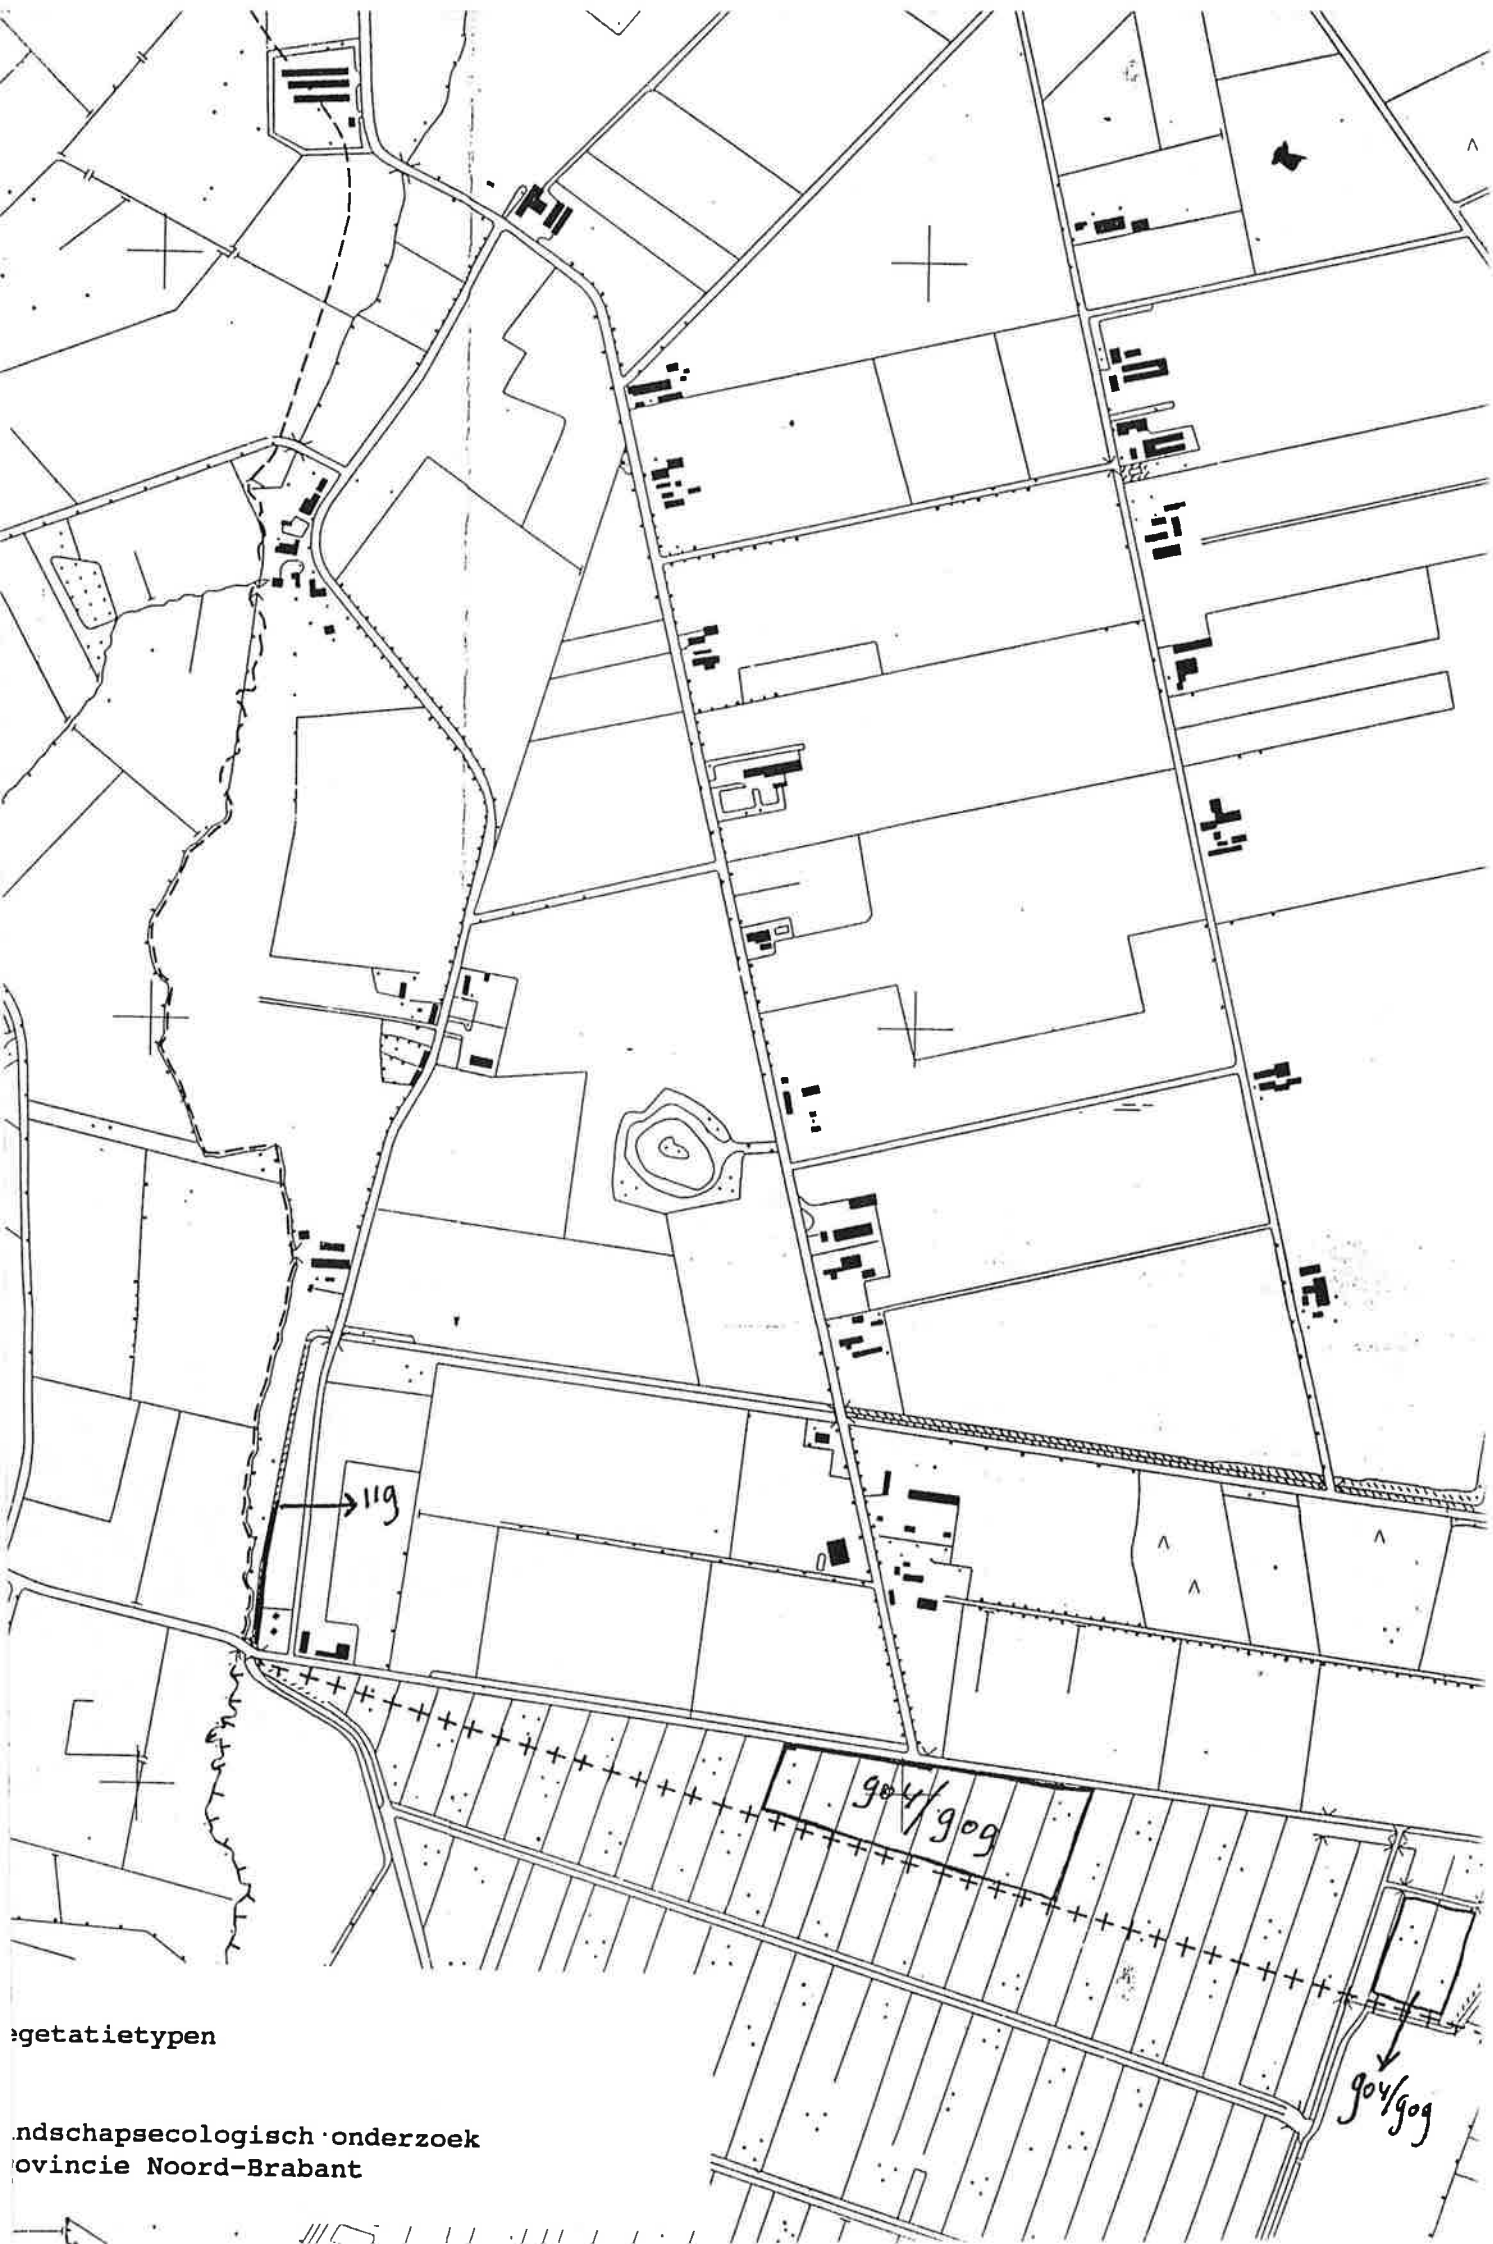 119
904/909
904/909
egetatietypen
ndschapsecologisch onderzoek
ovincie Noord-Brabant